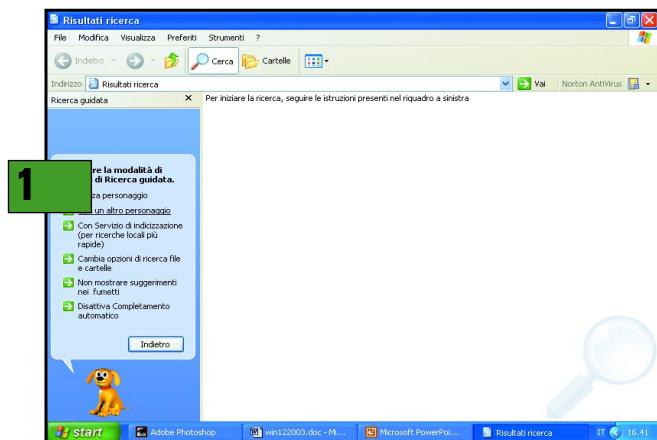 Risultati ricerca
File Modifica Visualizza Preferiti Strumenti ?
Indietro Cerca Cartelle
Indirizzo Risultati ricerca Vai Norton AntiVirus
Ricerca guidata
Per iniziare la ricerca, seguire le istruzioni presenti nel riquadro a sinistra
1
re la modalità di
di Ricerca guidata.
za personaggio
un altro personaggio
Con Servizio di indicizzazione
(per ricerche locali più
rapide)
Cambia opzioni di ricerca file
e cartelle
Non mostrare suggerimenti
nei fumetti
Disattiva Completamento
automatico
Indietro
start Adobe Photoshop win122003.doc - Mi... Microsoft PowerPoi... Risultati ricerca IT 16.41